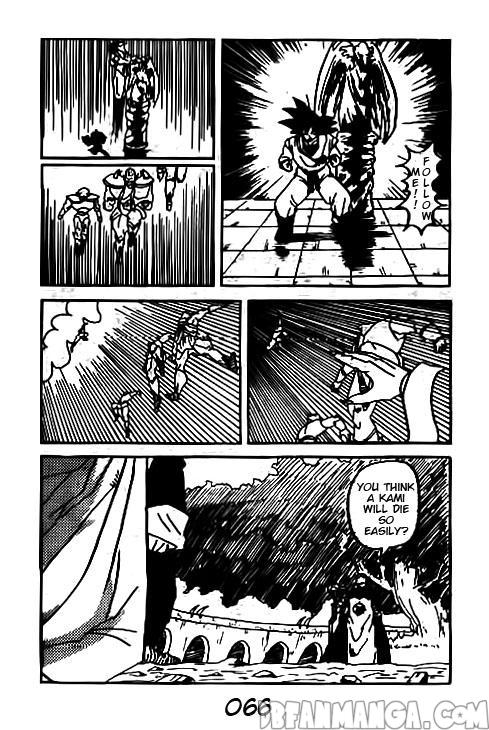 FOLLOW
ME!!
YOU THINK
A KAMI
WILL DIE
SO
EASILY?
066
DBFANMANGA.COM